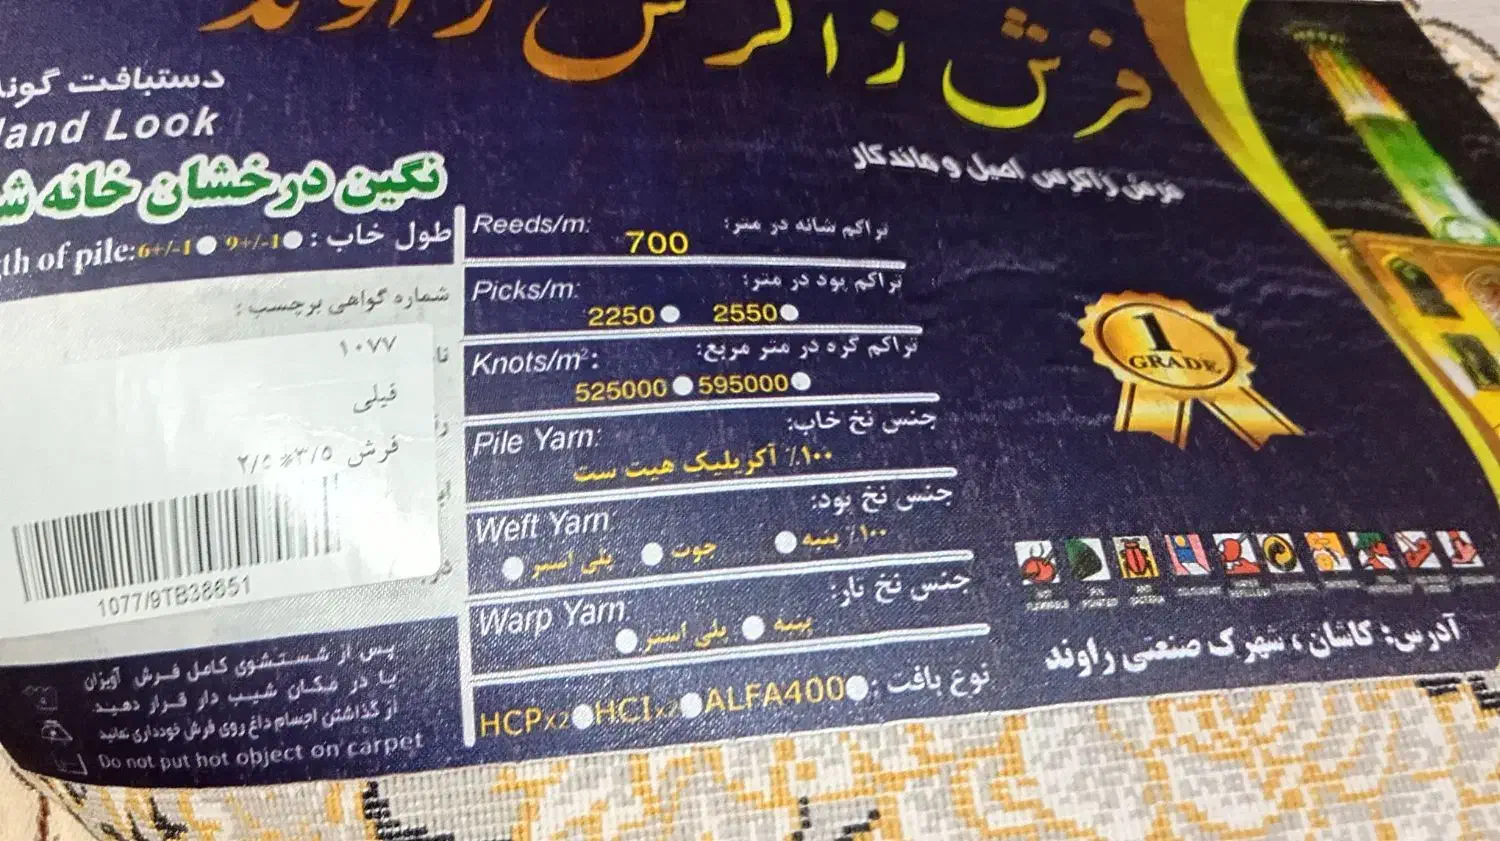 فرش زاگرس راوند
فرش زاگرس اصیل و ماندگار
دستبافت گونه
Hand Look
نگین درخشان خانه
طول خاب : 9+/-1 6+/-1 :th of pile
شماره گواهی برچسب :
۱۰۷۷
فیلی
فرش ۳/۵*۲/۵
1077/9TB38651
Reeds/m: تراکم شانه در متر:
700
Picks/m: تراکم پود در متر:
2250 2550
Knots/m²: تراکم گره در متر مربع:
525000 595000
Pile Yarn: جنس نخ خاب:
۱۰۰٪ آکریلیک هیت ست
Weft Yarn: جنس نخ پود:
۱۰۰٪ پنبه جوت پلی استر
Warp Yarn: جنس نخ تار:
پنبه پلی استر
نوع بافت :
HCPx2 HCIx2 ALFA400
1
GRADE
آدرس: کاشان ، شهرک صنعتی راوند
پس از شستشوی کامل فرش آویزان
یا در مکان شیب دار قرار دهید
از گذاشتن اجسام داغ روی فرش خودداری نمائید
Do not put hot object on carpet